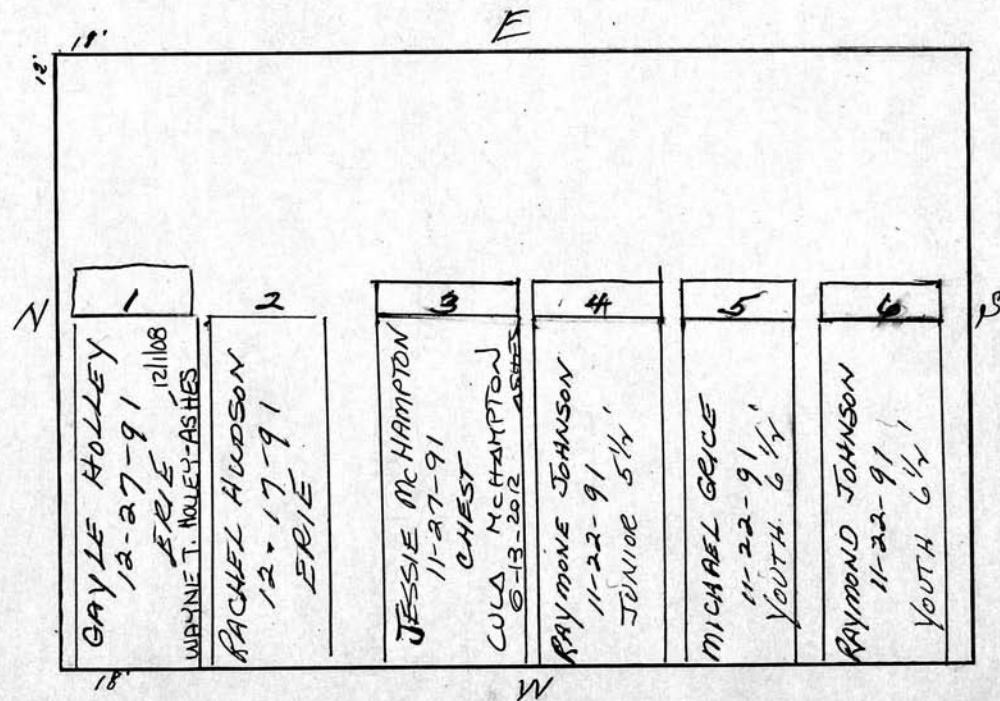 E
18'
12'
N
S
1
GAYLE HOLLEY
12-27-91
ERIE
12/1/08
WAYNE T. HOLLEY-ASHES
2
RACHEL HUDSON
12-17-91
ERIE
3
JESSIE McHAMPTON
11-27-91
CHEST
McHAMPTON
6-13-2012 ASHES
4
RAYMONE JOHNSON
11-22-91
JUNIOR 5 1/2'
5
MICHAEL GRICE
11-22-91
YOUTH 6 1/2'
6
RAYMOND JOHNSON
11-22-91
YOUTH 6 1/2'
18'
W